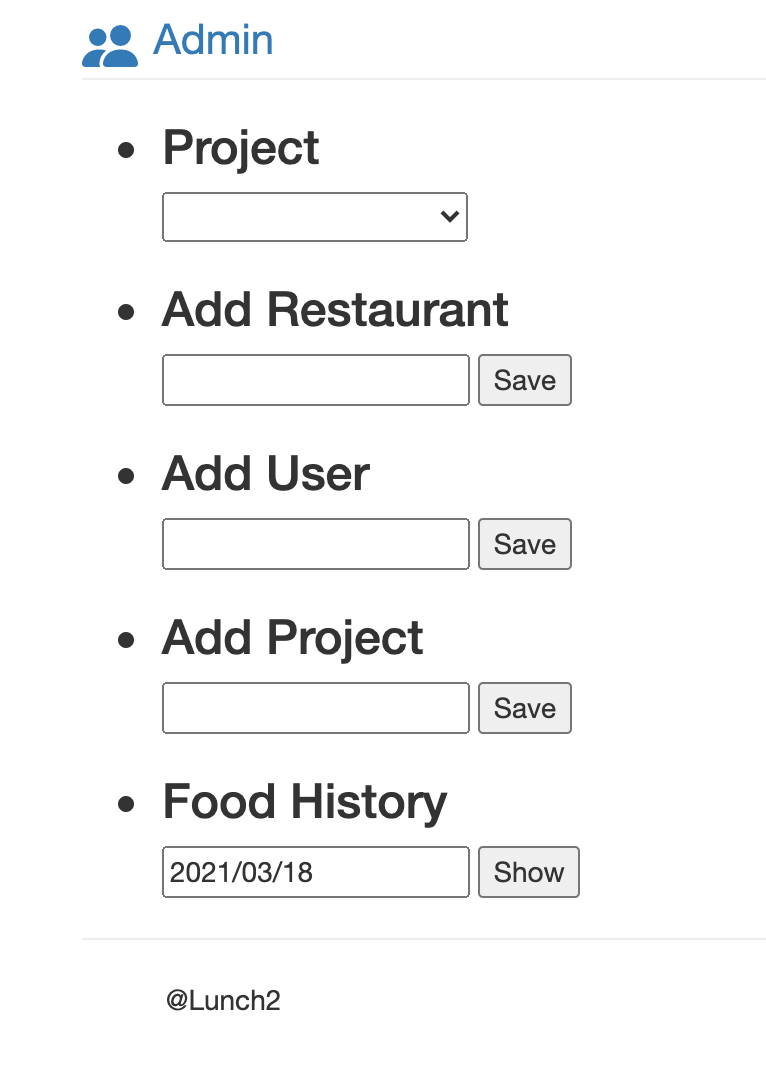 Admin
Project
Add Restaurant
Save
Add User
Save
Add Project
Save
Food History
2021/03/18 Show
@Lunch2